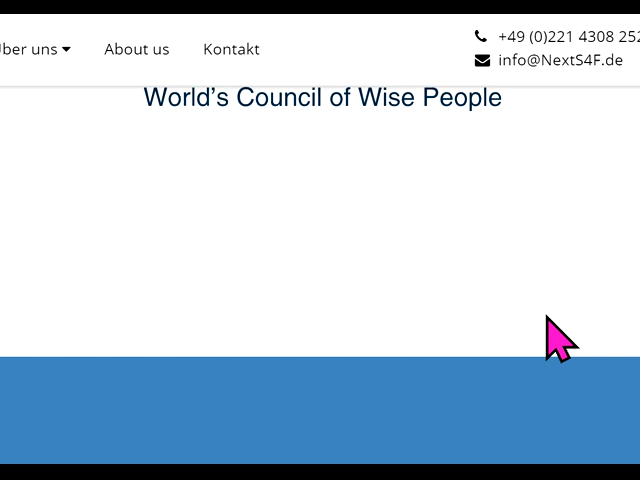 ber uns
About us
Kontakt
+49 (0)221 4308 252
info@NextS4F.de
World's Council of Wise People